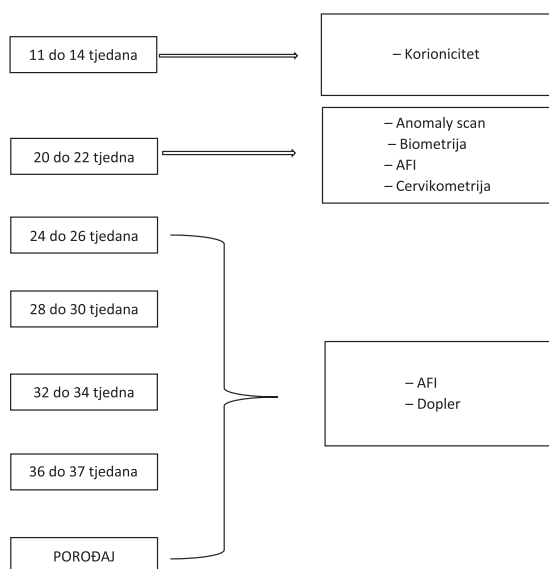 11 do 14 tjedana
– Korionicitet
20 do 22 tjedna
– Anomaly scan
– Biometrija
– AFI
– Cervikometrija
24 do 26 tjedana
28 do 30 tjedana
32 do 34 tjedna
36 do 37 tjedana
POROĐAJ
– AFI
– Dopler